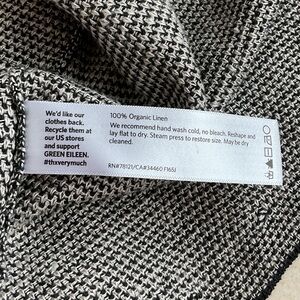 We'd like our
clothes back.
Recycle them at
our US stores
and support
GREEN EILEEN.
#thxverymuch
100% Organic Linen
We recommend hand wash cold, no bleach. Reshape and
lay flat to dry. Steam press to restore size. May be dry
cleaned.
RN#78121/CA#34460 F16SJ